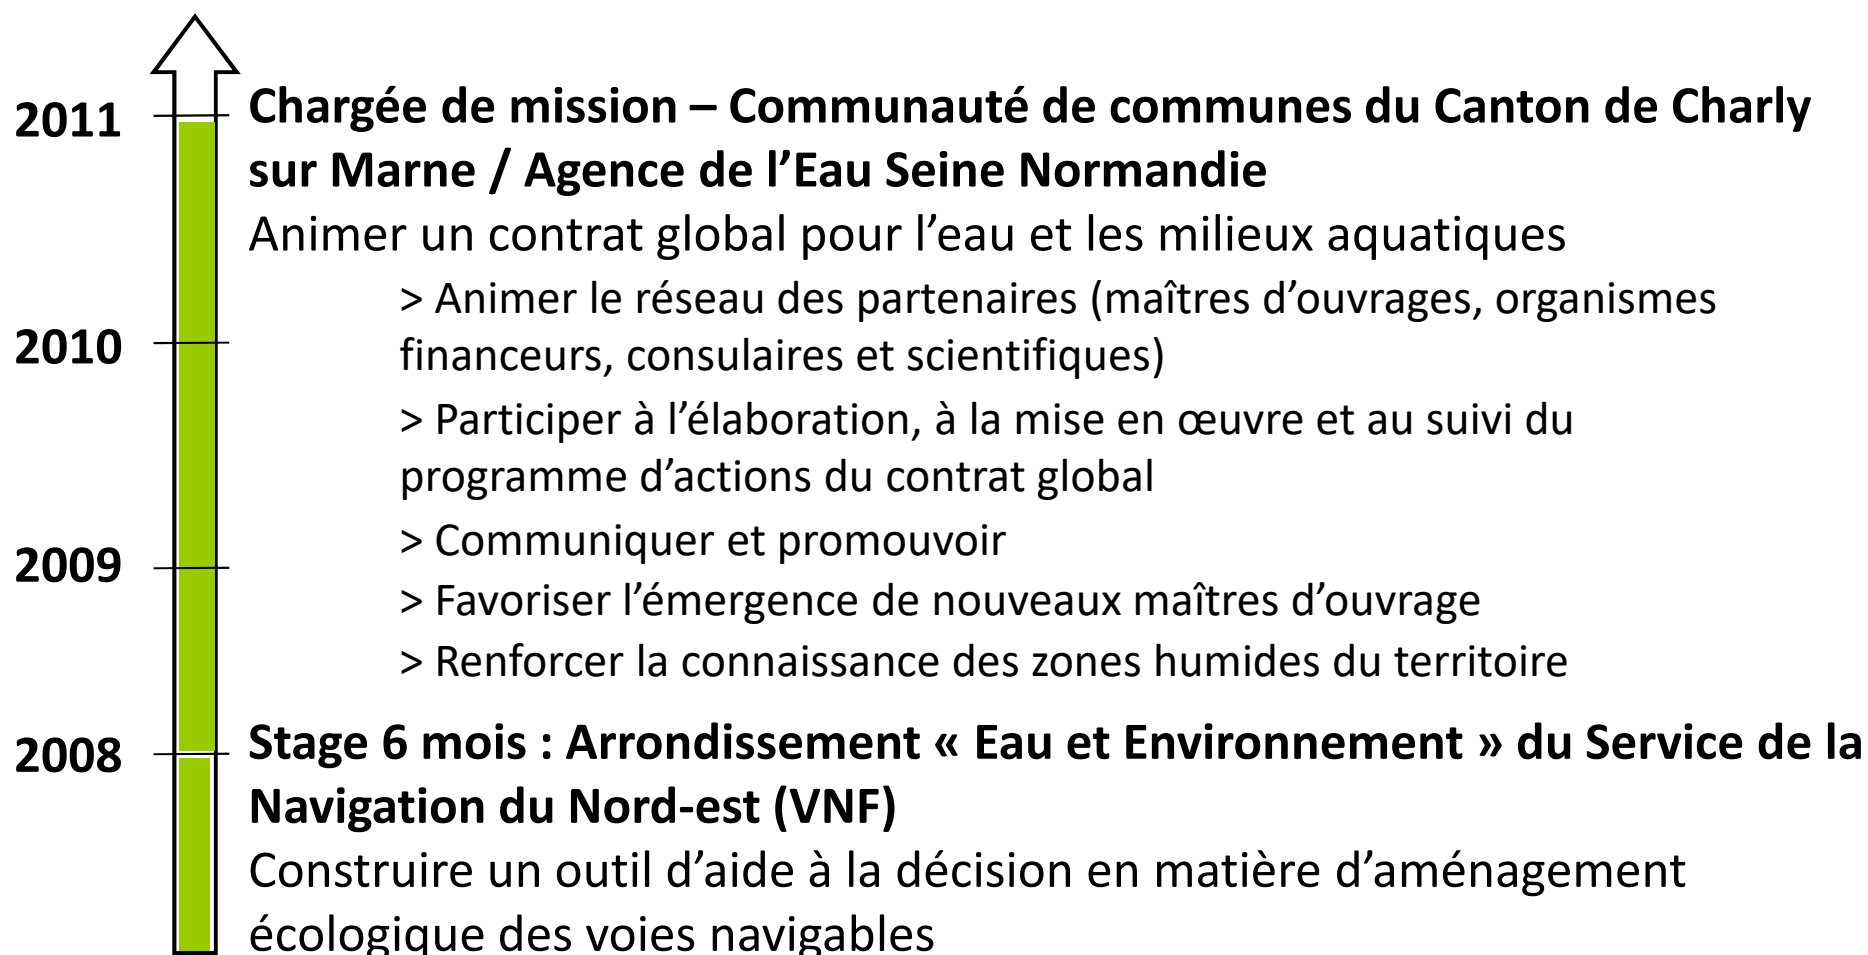 2011
Chargée de mission – Communauté de communes du Canton de Charly
sur Marne / Agence de l’Eau Seine Normandie
Animer un contrat global pour l’eau et les milieux aquatiques
> Animer le réseau des partenaires (maîtres d’ouvrages, organismes
2010
financeurs, consulaires et scientifiques)
> Participer à l’élaboration, à la mise en œuvre et au suivi du
programme d’actions du contrat global
> Communiquer et promouvoir
2009
> Favoriser l’émergence de nouveaux maîtres d’ouvrage
> Renforcer la connaissance des zones humides du territoire
2008
Stage 6 mois : Arrondissement « Eau et Environnement » du Service de la
Navigation du Nord-est (VNF)
Construire un outil d’aide à la décision en matière d’aménagement
écologique des voies navigables